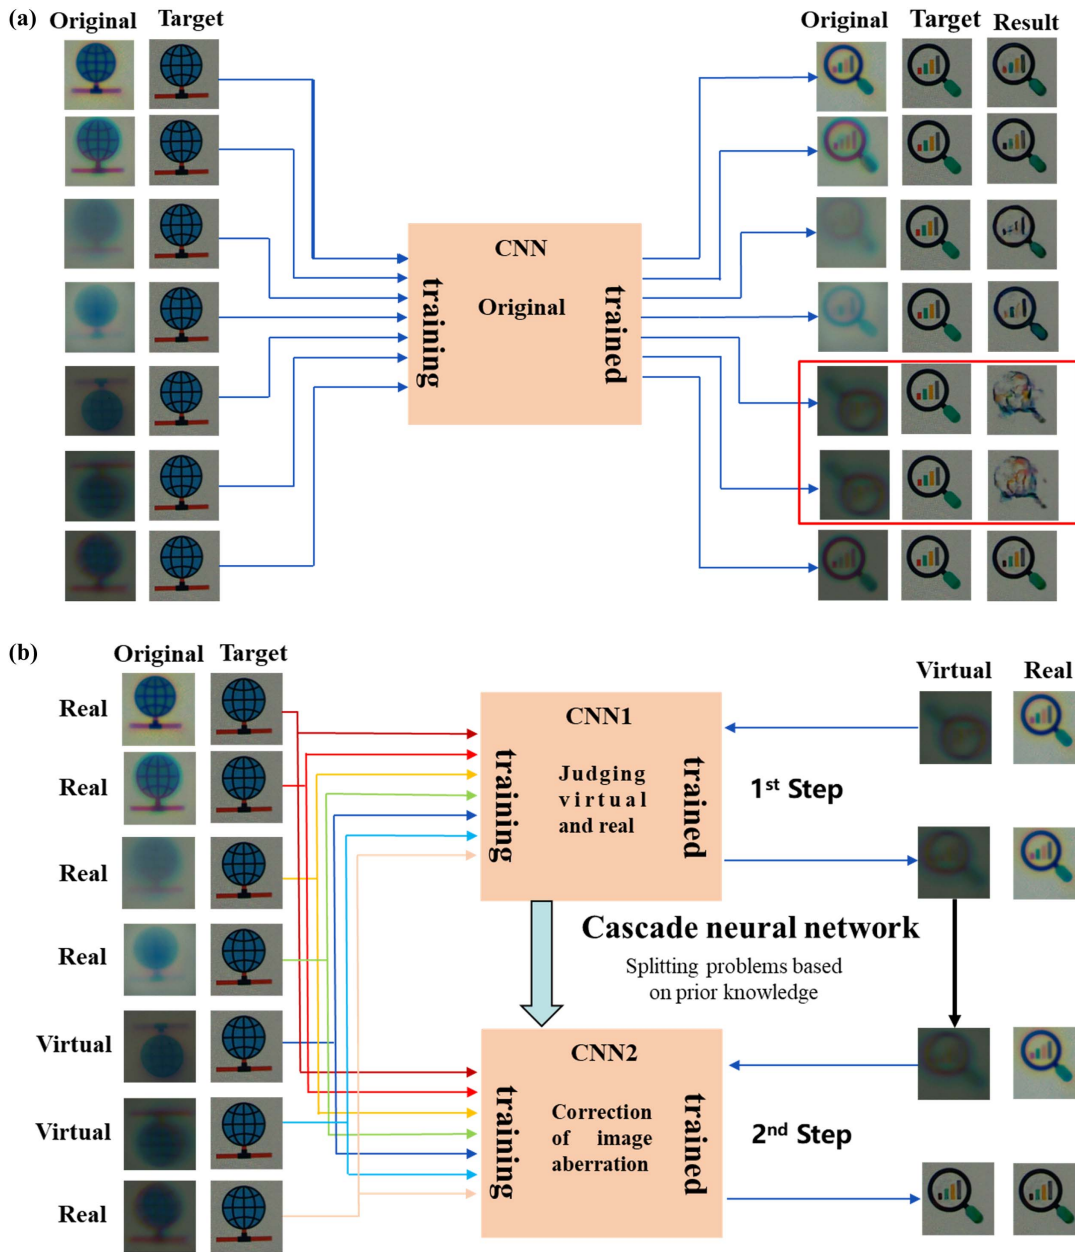 (a)
Original Target
Original Target Result
CNN
Original
training
trained
(b)
Original Target
Virtual Real
Real
Real
Real
Real
Virtual
Virtual
Real
CNN1
Judging
virtual
and real
training
trained
1st Step
Cascade neural network
Splitting problems based
on prior knowledge
CNN2
Correction
of image
aberration
training
trained
2nd Step